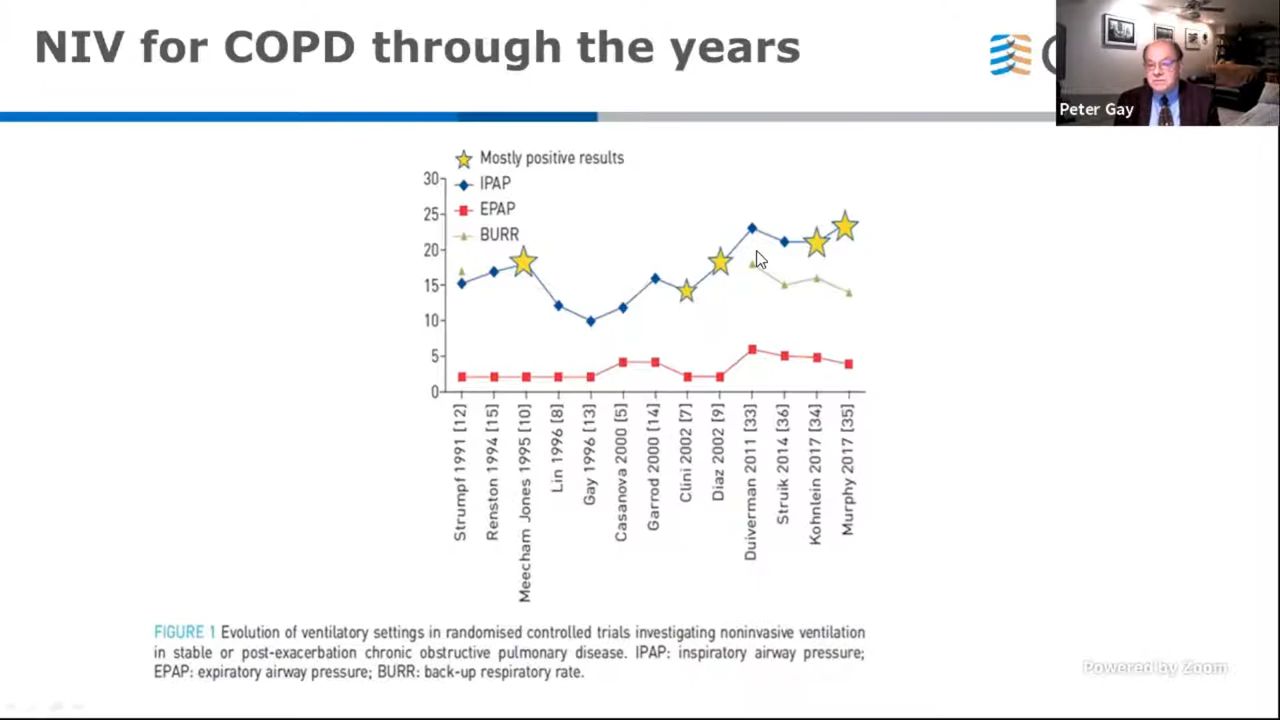 NIV for COPD through the years
Peter Gay
Mostly positive results
IPAP
EPAP
BURR
30
25
20
15
10
5
0
Strumpf 1991 [12]
Renston 1994 [15]
Meecham Jones 1995 [10]
Lin 1996 [8]
Gay 1996 [13]
Casanova 2000 [5]
Garrod 2000 [14]
Clini 2002 [7]
Diaz 2002 [9]
Duiverman 2011 [33]
Struik 2014 [36]
Kohnlein 2017 [34]
Murphy 2017 [35]
FIGURE 1 Evolution of ventilatory settings in randomised controlled trials investigating noninvasive ventilation
in stable or post-exacerbation chronic obstructive pulmonary disease. IPAP: inspiratory airway pressure;
EPAP: expiratory airway pressure; BURR: back-up respiratory rate.
Powered by Zoom